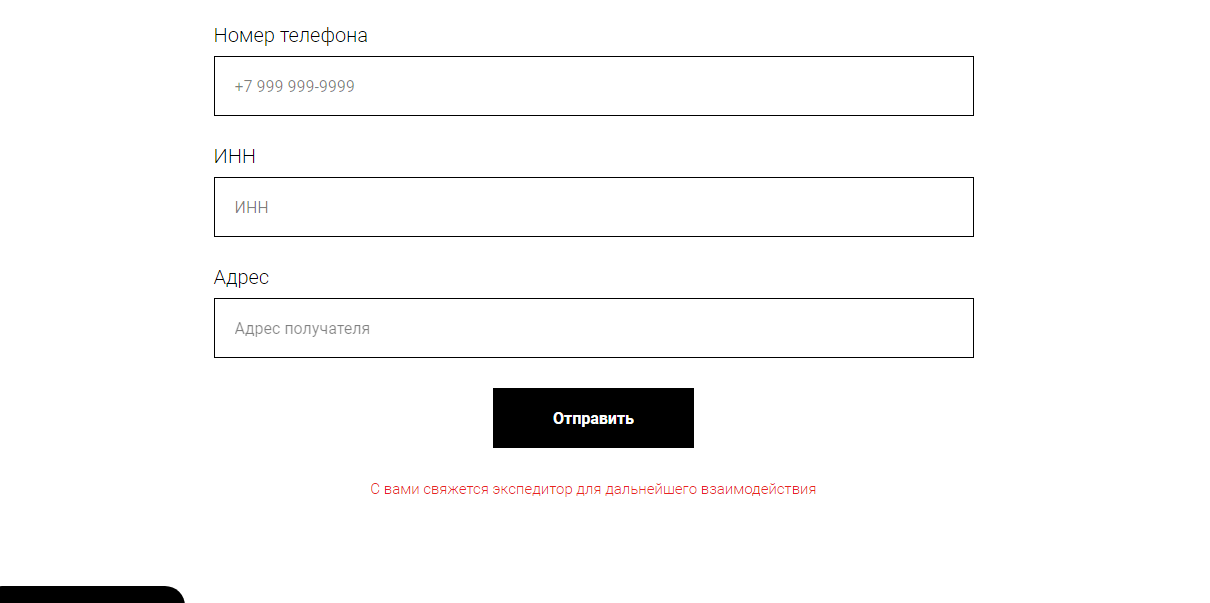 Номер телефона
+7 999 999-9999
ИНН
ИНН
Адрес
Адрес получателя
Отправить
С вами свяжется экспедитор для дальнейшего взаимодействия